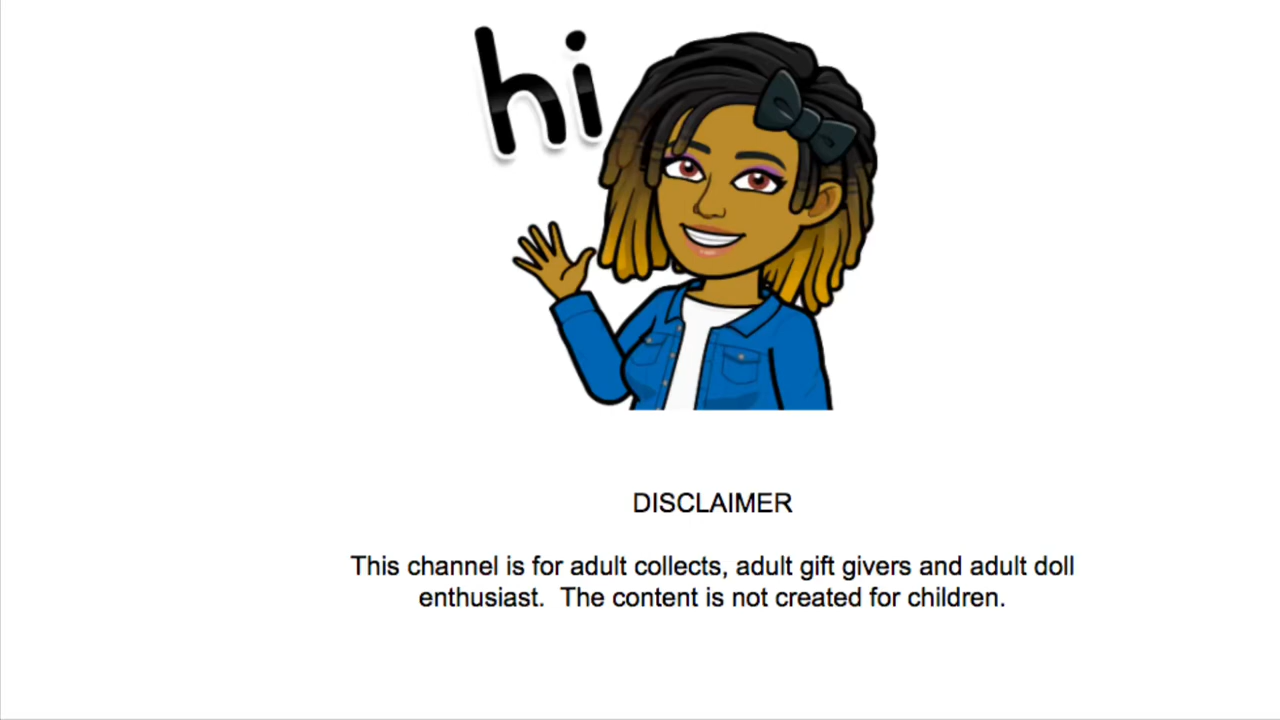 hi
DISCLAIMER
This channel is for adult collects, adult gift givers and adult doll
enthusiast.  The content is not created for children.